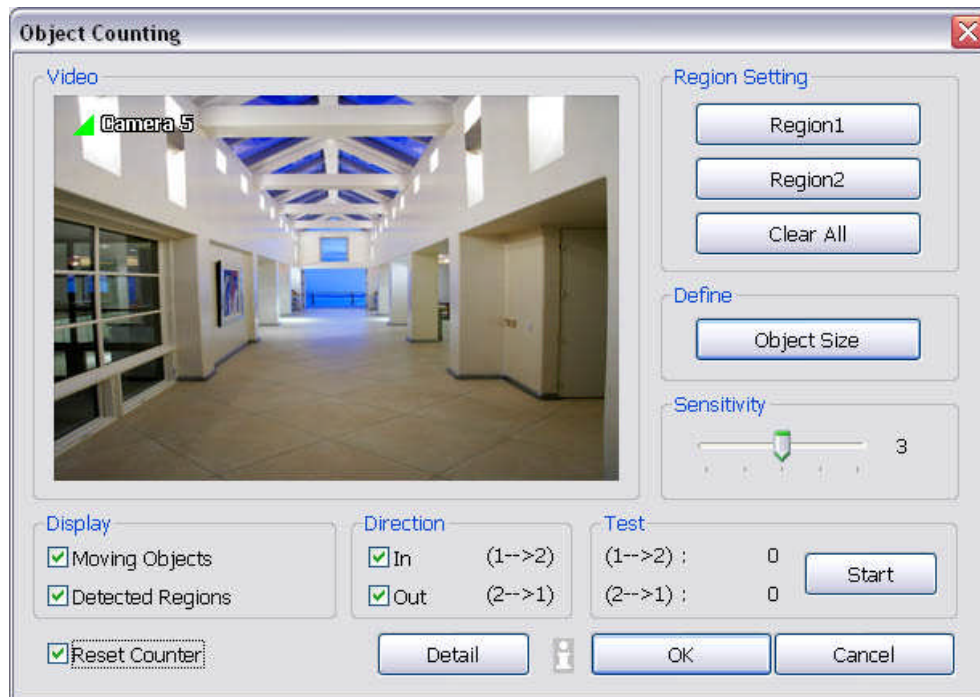 Object Counting
Video
Camera 5
Region Setting
Region1
Region2
Clear All
Define
Object Size
Sensitivity
3
Display
Moving Objects
Detected Regions
Direction
In (1-->2)
Out (2-->1)
Test
(1-->2) : 0
(2-->1) : 0
Start
Reset Counter
Detail
OK
Cancel